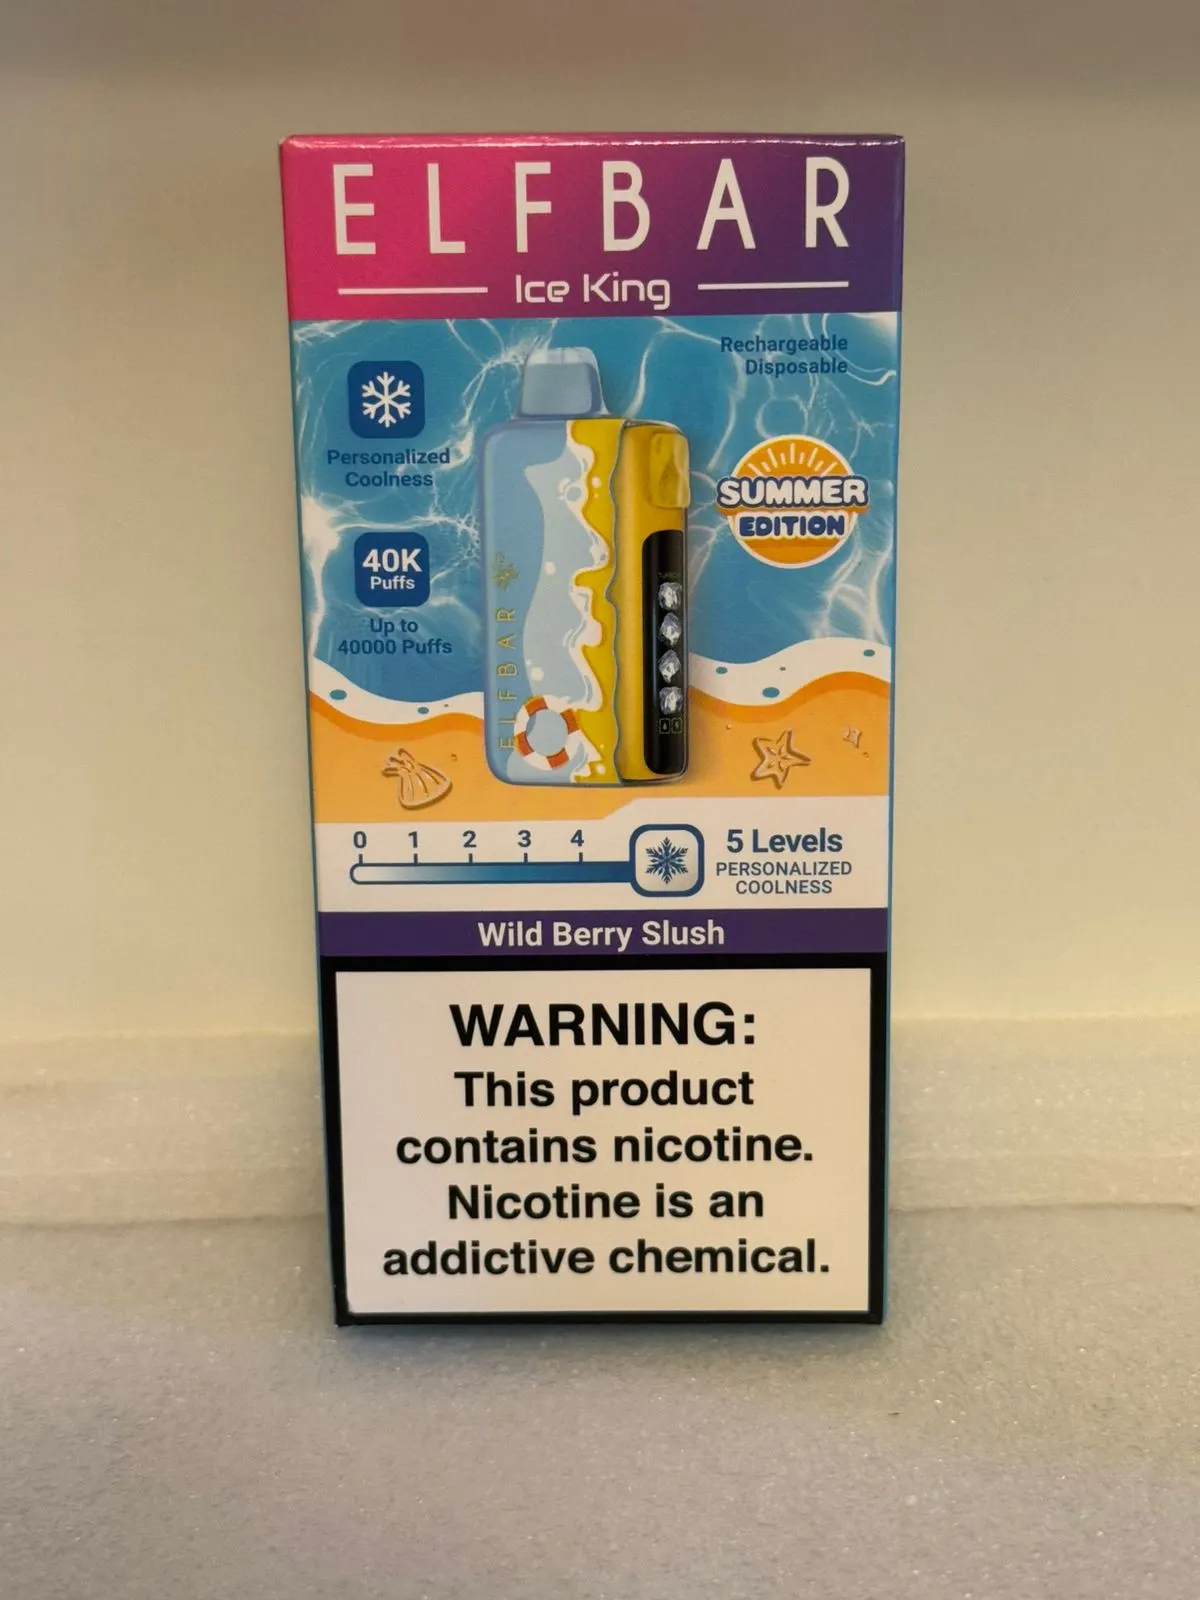 ELFBAR
Ice King
Rechargeable
Disposable
Personalized
Coolness
SUMMER
EDITION
40K
Puffs
Up to
40000 Puffs
ELFBAR
0 1 2 3 4
5 Levels
PERSONALIZED
COOLNESS
Wild Berry Slush
WARNING:
This product
contains nicotine.
Nicotine is an
addictive chemical.